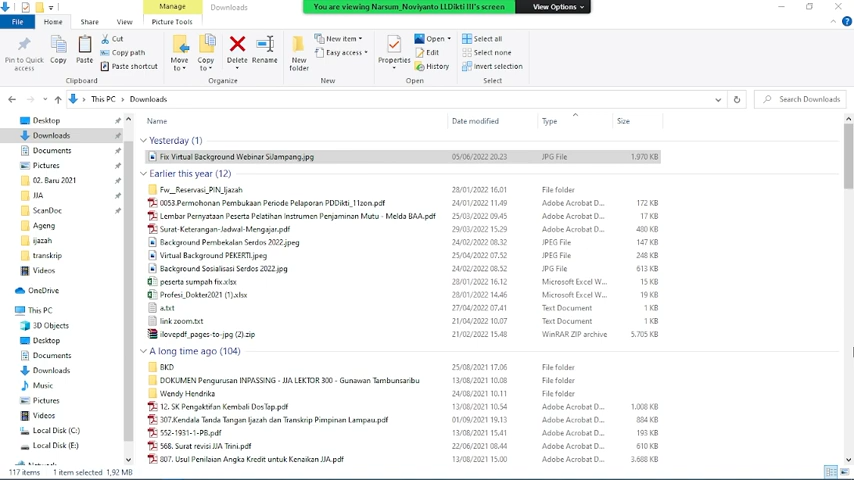 Manage
Downloads
You are viewing Narsum_Noviyanto LLDikti III's screen
View Options
File
Home
Share
View
Picture Tools
Pin to Quick access
Copy
Paste
Cut
Copy path
Paste shortcut
Clipboard
Move to
Copy to
Delete
Rename
Organize
New folder
New item
Easy access
New
Properties
Open
Edit
History
Open
Select all
Select none
Invert selection
Select
This PC > Downloads
Search Downloads
Name Date modified Type Size
Desktop
Downloads
Documents
Pictures
02. Baru 2021
JJA
ScanDoc
Ageng
ijazah
transkrip
Videos
OneDrive
This PC
3D Objects
Desktop
Documents
Downloads
Music
Pictures
Videos
Local Disk (C:)
Local Disk (E:)
Yesterday (1)
Fix Virtual Background Webinar SiJampang.jpg 05/06/2022 20.23 JPG File 1.970 KB
Earlier this year (12)
Fw__Reservasi_PIN_Ijazah 28/01/2022 16.01 File folder
0053.Permohonan Pembukaan Periode Pelaporan PDDikti_11zon.pdf 24/01/2022 11.49 Adobe Acrobat D... 172 KB
Lembar Pernyataan Peserta Pelatihan Instrumen Penjaminan Mutu - Melda BAA.pdf 25/03/2022 09.45 Adobe Acrobat D... 17 KB
Surat-Keterangan-Jadwal-Mengajar.pdf 29/03/2022 15.29 Adobe Acrobat D... 480 KB
Background Pembekalan Serdos 2022.jpeg 24/02/2022 08.32 JPEG File 312 KB
Virtual Background PEKERTI.jpeg 25/04/2022 07.52 JPEG File 248 KB
Background Sosialisasi Serdos 2022.jpg 24/02/2022 08.52 JPG File 613 KB
peserta sumpah fix.xlsx 28/01/2022 16.12 Microsoft Excel W... 15 KB
Profesi_Dokter2021 (1).xlsx 28/01/2022 14.46 Microsoft Excel W... 19 KB
a.txt 27/04/2022 07.41 Text Document 1 KB
link zoom.txt 21/04/2022 10.07 Text Document 1 KB
ilovepdf_pages-to-jpg (2).zip 21/02/2022 15.48 WinRAR ZIP archive 5.705 KB
A long time ago (104)
BKD 25/08/2021 17.06 File folder
DOKUMEN Pengurusan INPASSING - JJA LEKTOR 300 - Gunawan Tambunsaribu 13/08/2021 10.08 File folder
Wendy Hendrika 24/08/2021 10.11 File folder
12. SK Pengaktifan Kembali DosTap.pdf 13/08/2021 10.54 Adobe Acrobat D... 1.008 KB
307.Kendala Tanda Tangan Ijazah dan Transkrip Pimpinan Lampau.pdf 01/09/2021 19.13 Adobe Acrobat D... 884 KB
552-1931-1-PB.pdf 13/08/2021 15.41 Adobe Acrobat D... 193 KB
568. Surat revisi JJA Trini.pdf 22/06/2021 08.44 Adobe Acrobat D... 610 KB
807. Usul Penilaian Angka Kredit untuk Kenaikan JJA.pdf 13/08/2021 15.00 Adobe Acrobat D... 3.688 KB
117 items 1 item selected 1,92 MB